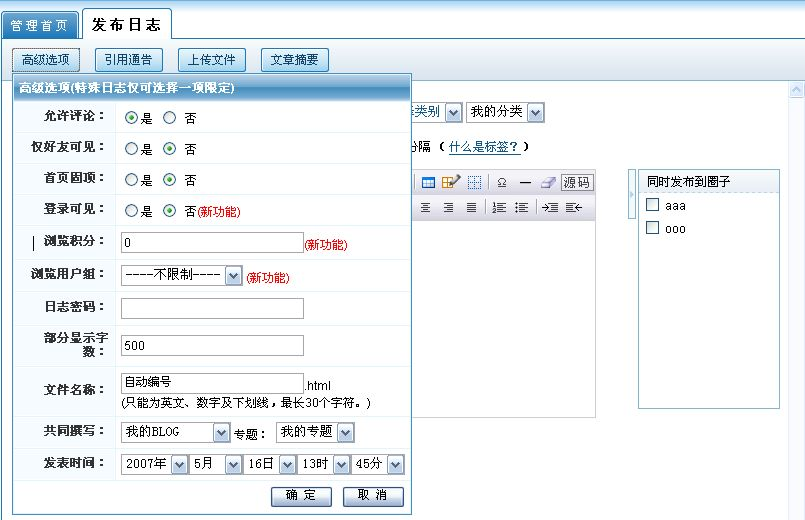 管理首页
发布日志
高级选项
引用通告
上传文件
文章摘要
高级选项(特殊日志仅可选择一项限定)
允许评论： 是 否
仅好友可见： 是 否
首页固顶： 是 否
登录可见： 是 否(新功能)
浏览积分： 0 (新功能)
浏览用户组： ----不限制---- (新功能)
日志密码：
部分显示字
数： 500
文件名称： 自动编号 .html
(只能为英文、数字及下划线，最长30个字符。)
共同撰写： 我的BLOG 专题： 我的专题
发表时间： 2007年 5月 16日 13时 45分
确 定 取 消
类别 我的分类
分隔 ( 什么是标签? )
Ω 源码
同时发布到圈子
aaa
ooo